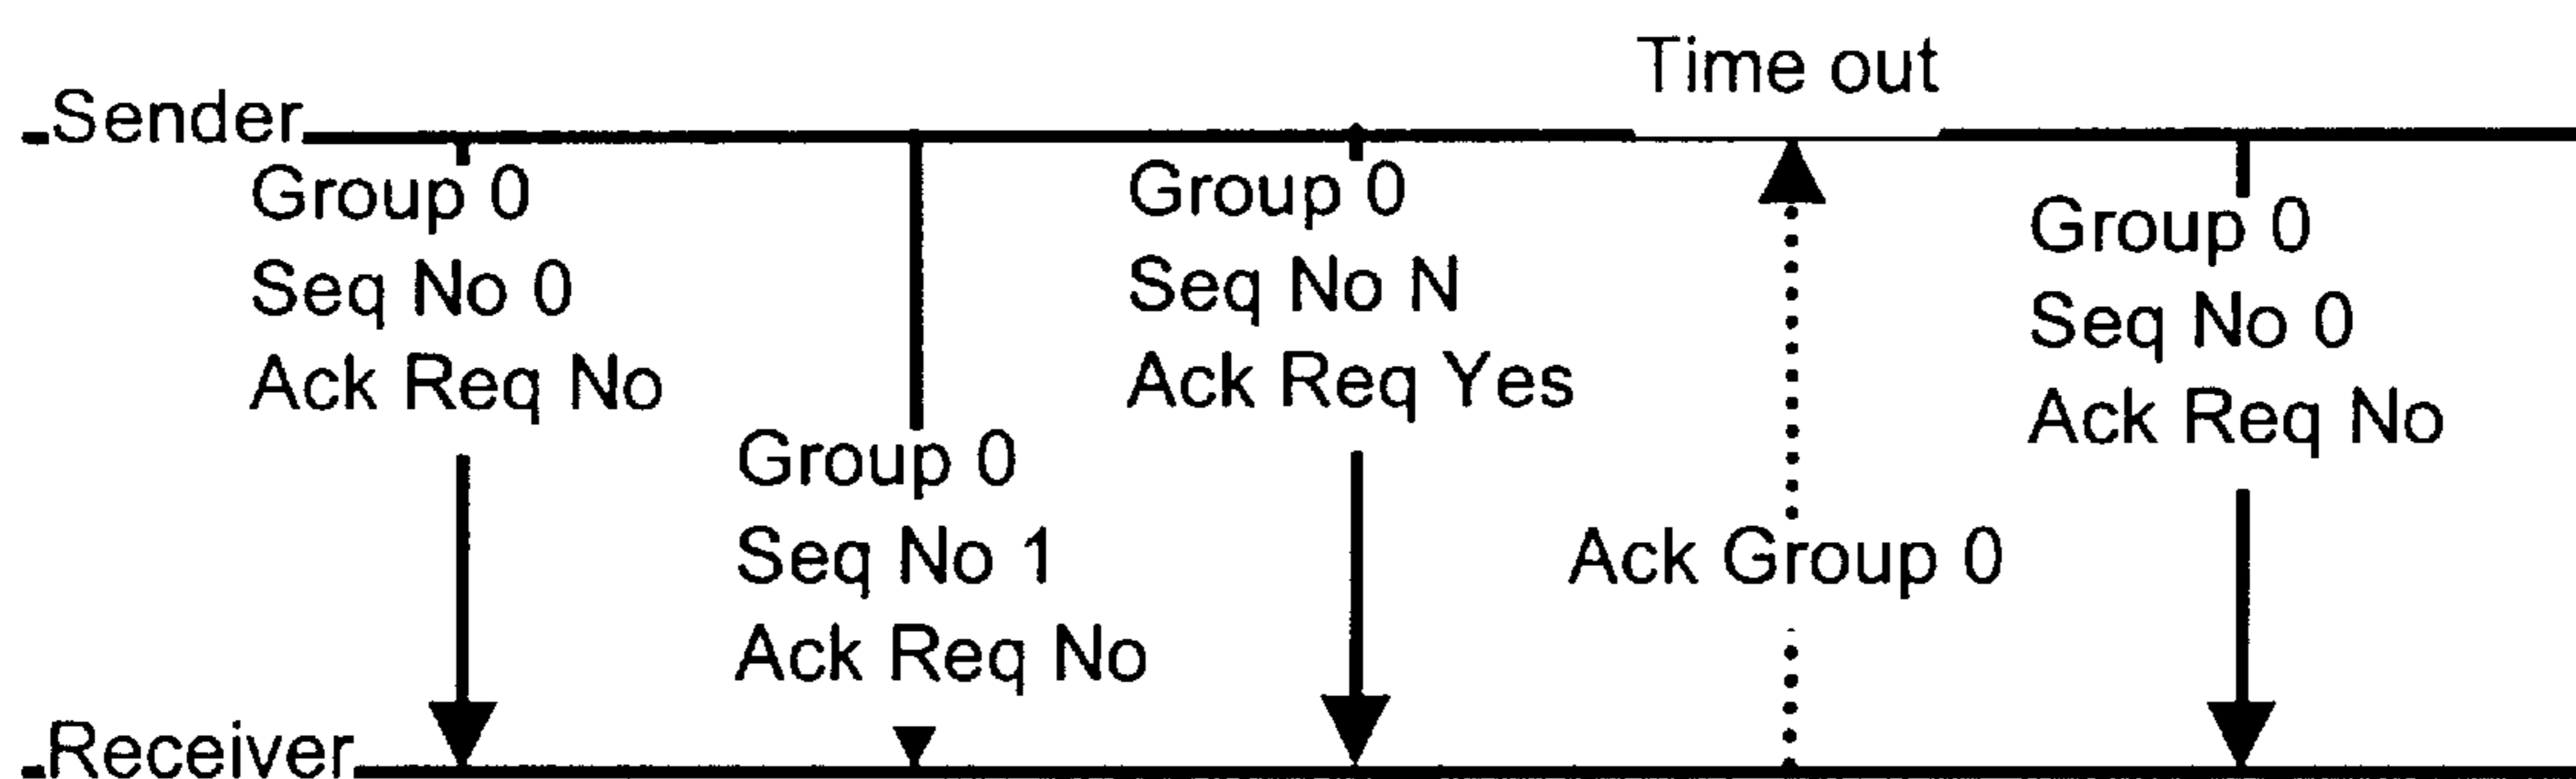 Time out
Sender
Group 0
Seq No 0
Ack Req No
Group 0
Seq No 1
Ack Req No
Group 0
Seq No N
Ack Req Yes
Ack Group 0
Group 0
Seq No 0
Ack Req No
Receiver